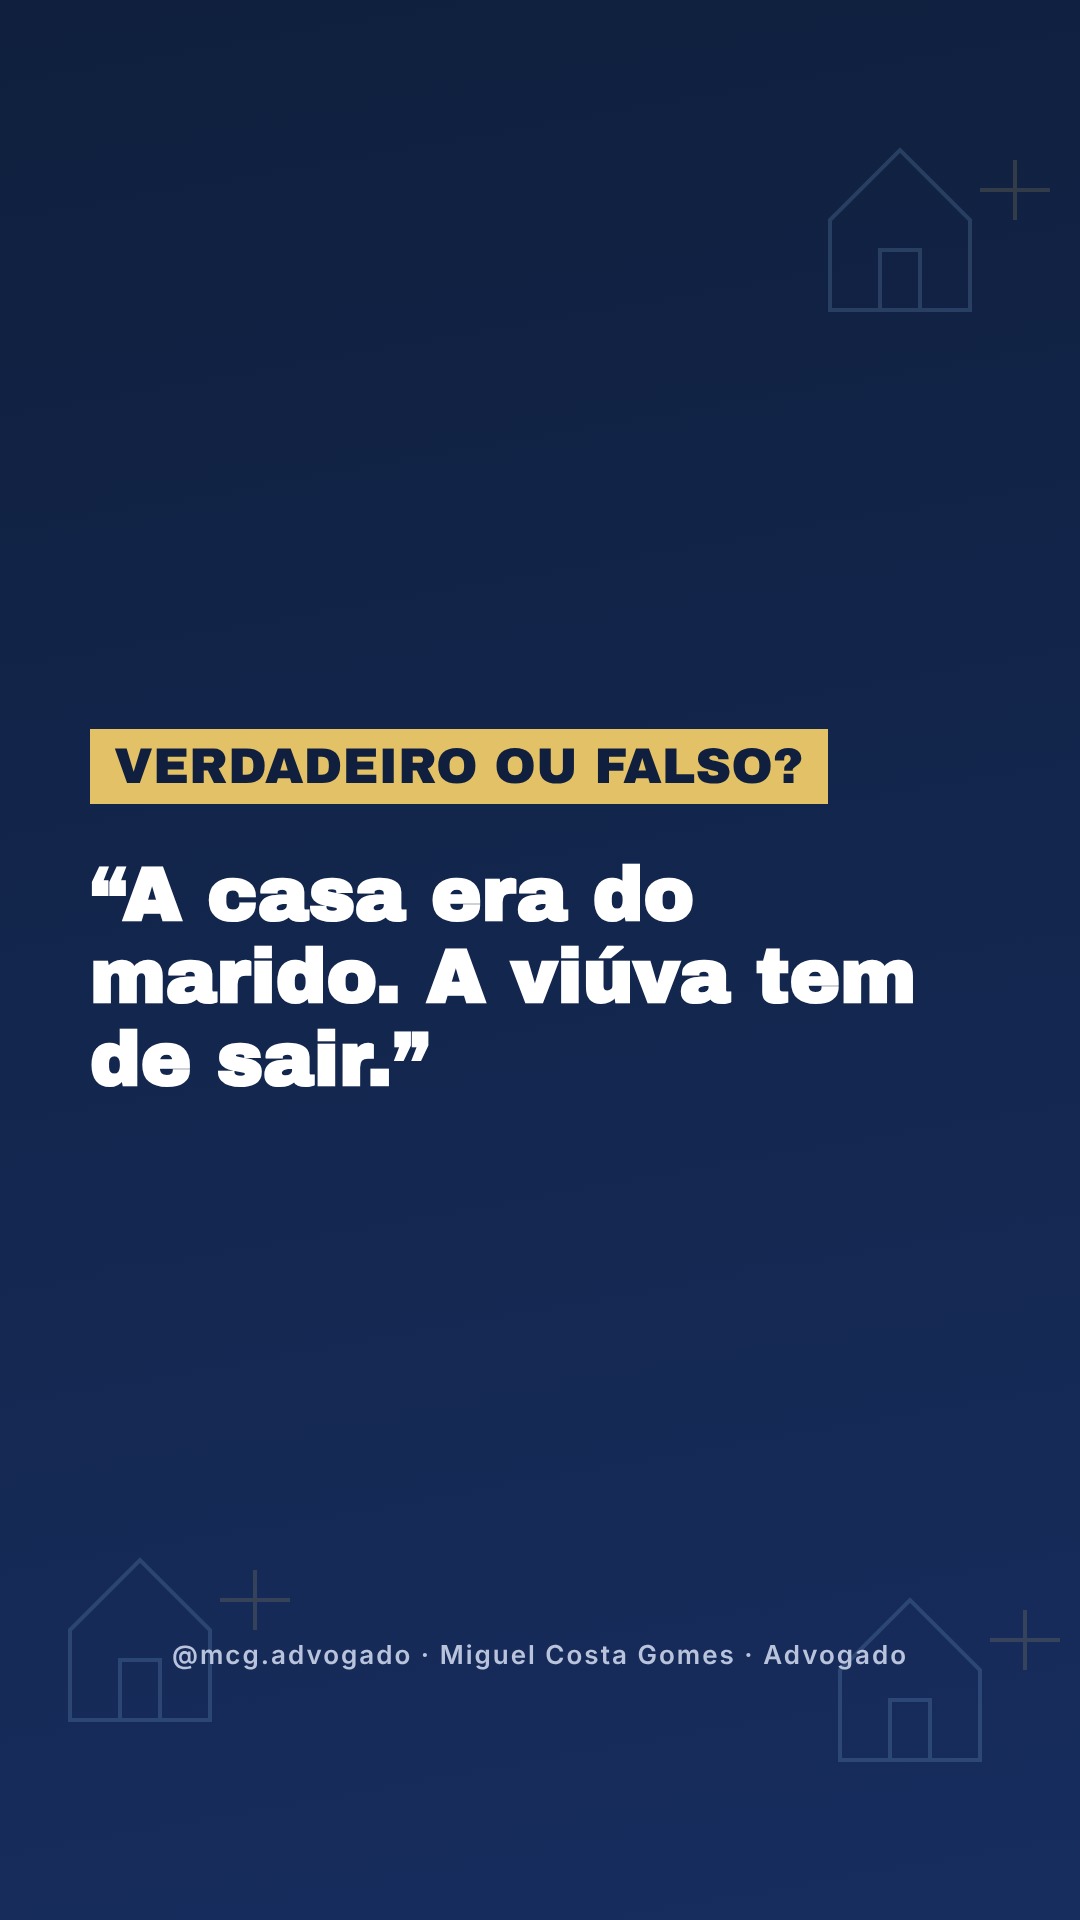 VERDADEIRO OU FALSO?
“A casa era do
marido. A viúva tem
de sair.”
@mcg.advogado · Miguel Costa Gomes · Advogado